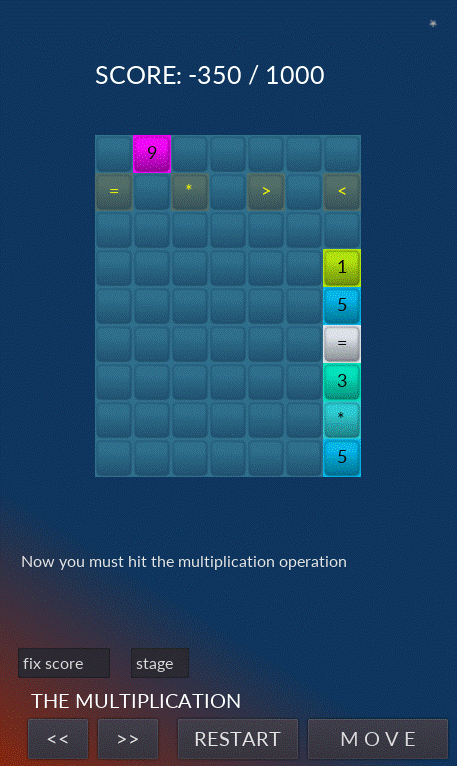 SCORE: -350 / 1000
9
= * > <
1
5
=
3
*
5
Now you must hit the multiplication operation
fix score stage
THE MULTIPLICATION
<< >> RESTART M O V E